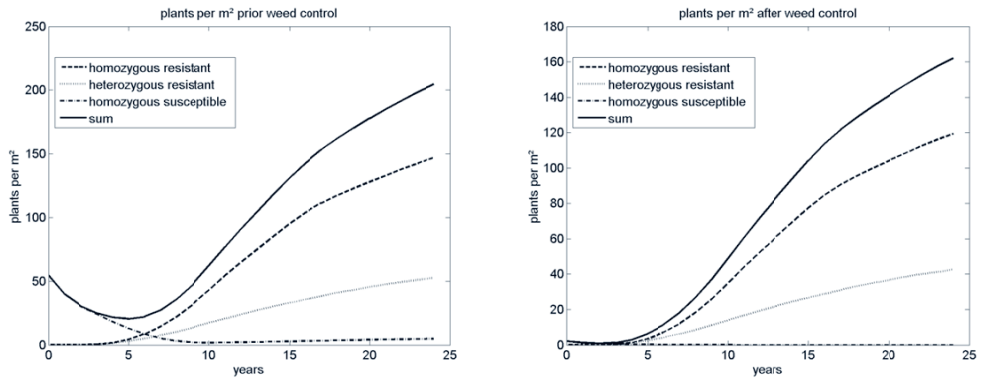 plants per m² prior weed control
250
200
150
100
50
0
plants per m²
homozygous resistant
heterozygous resistant
homozygous susceptible
sum
0 5 10 15 20 25
years
plants per m² after weed control
180
160
140
120
100
80
60
40
20
0
plants per m²
homozygous resistant
heterozygous resistant
homozygous susceptible
sum
0 5 10 15 20 25
years